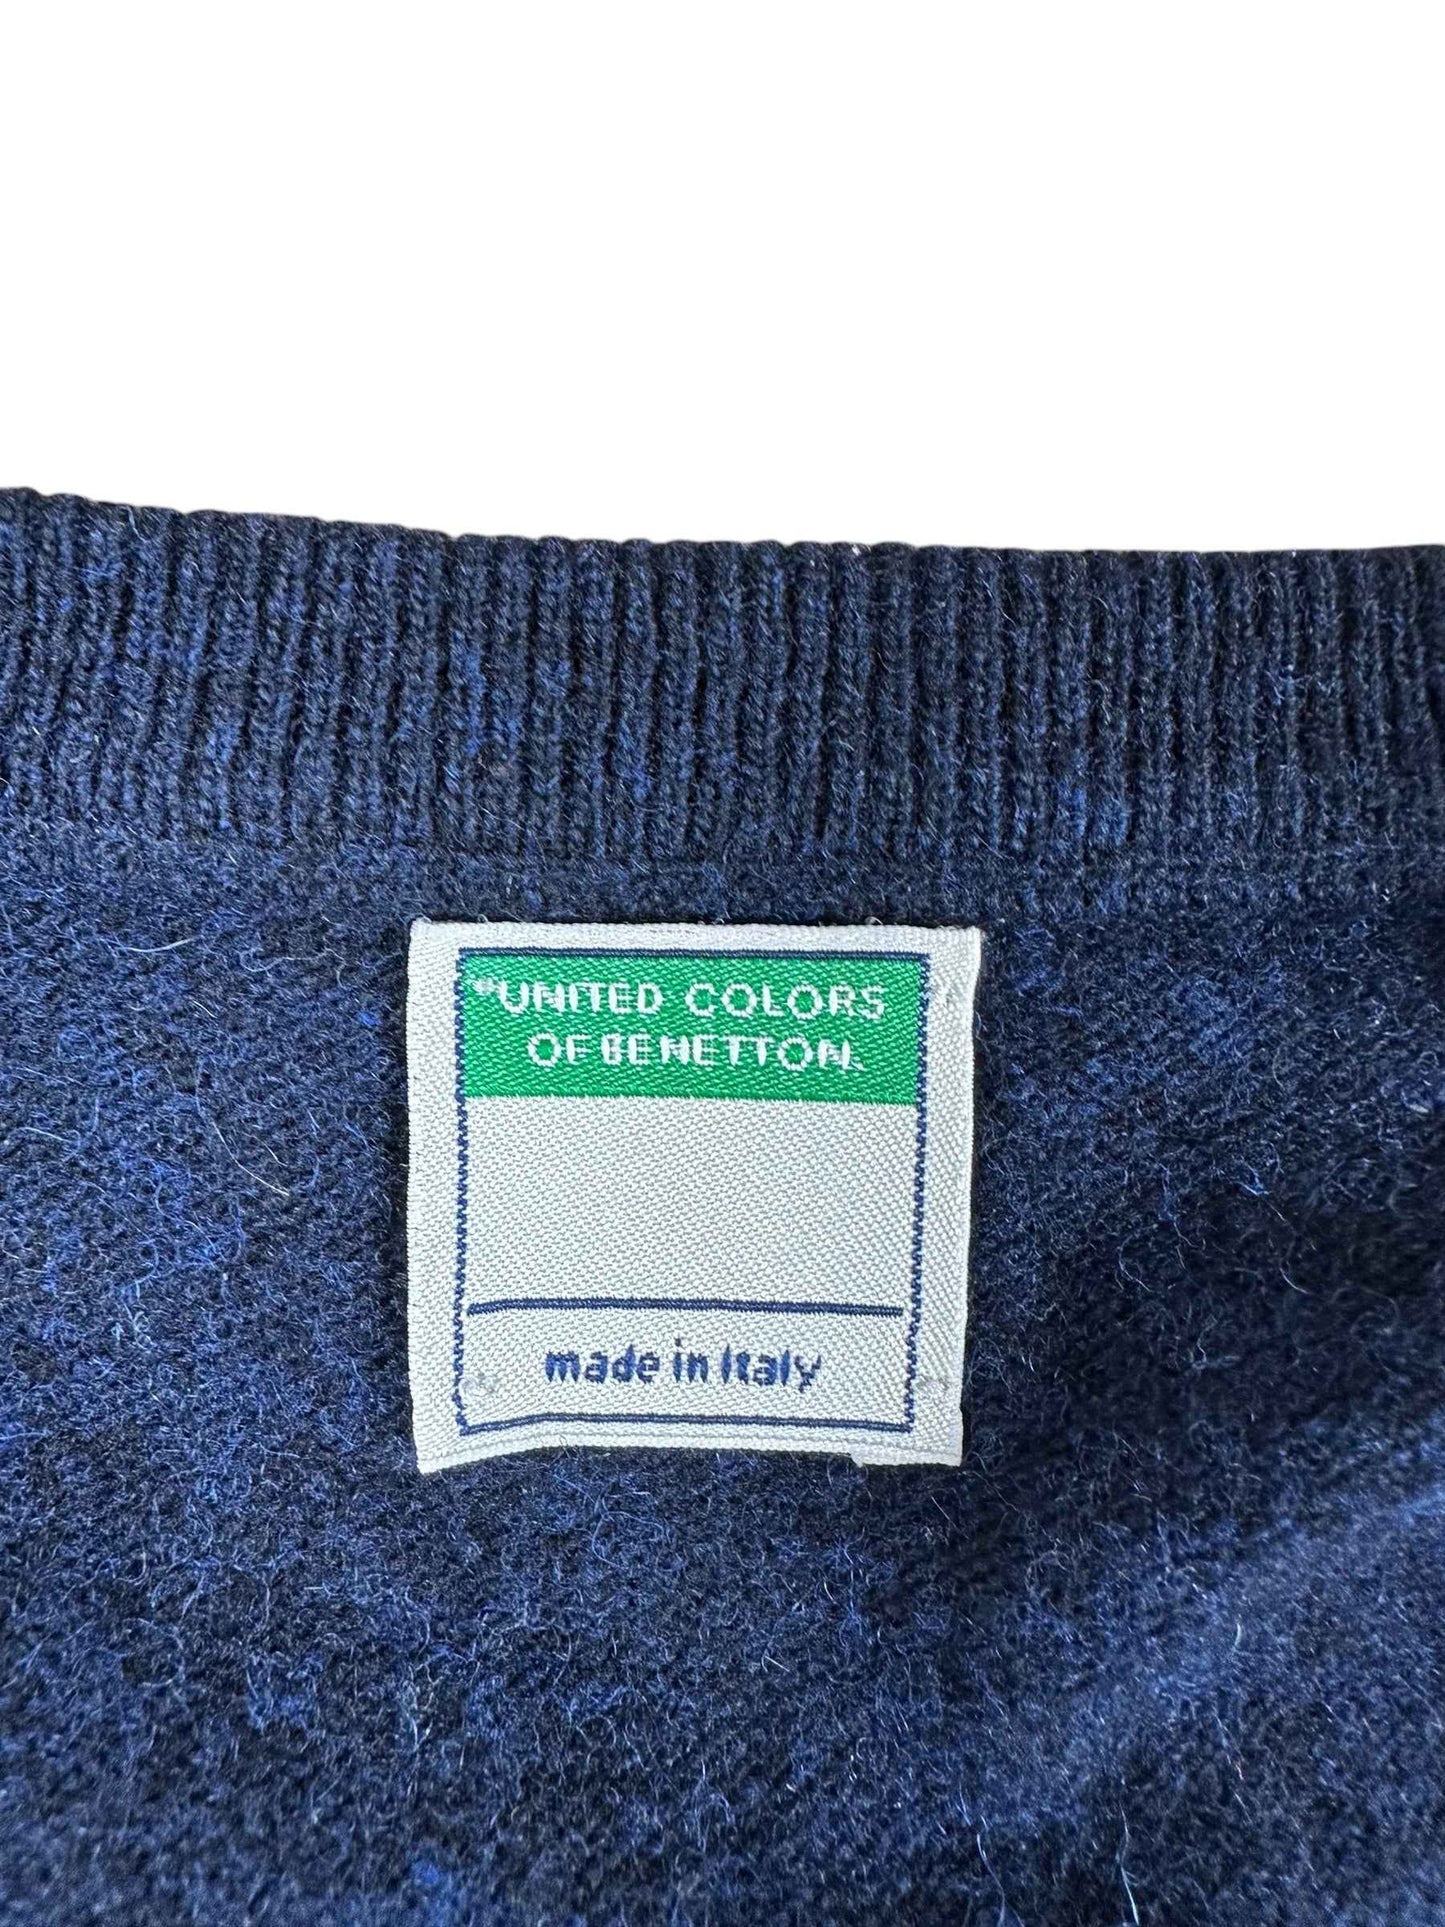 UNITED COLORS
OF BENETTON.
made in Italy